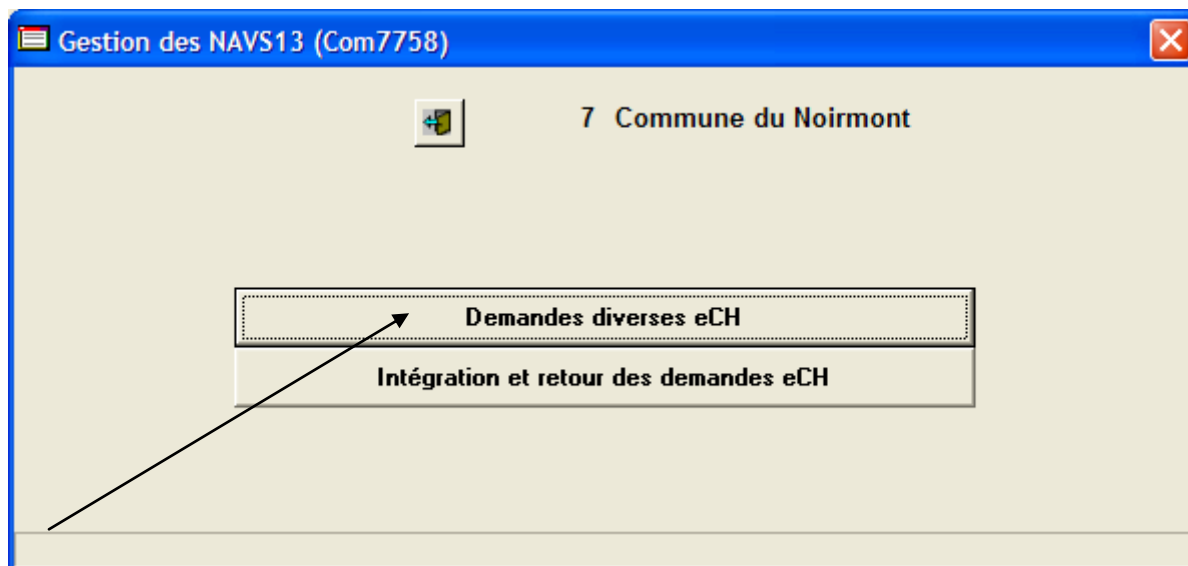 Gestion des NAVS13 (Com7758)
7 Commune du Noirmont
Demandes diverses eCH
Intégration et retour des demandes eCH